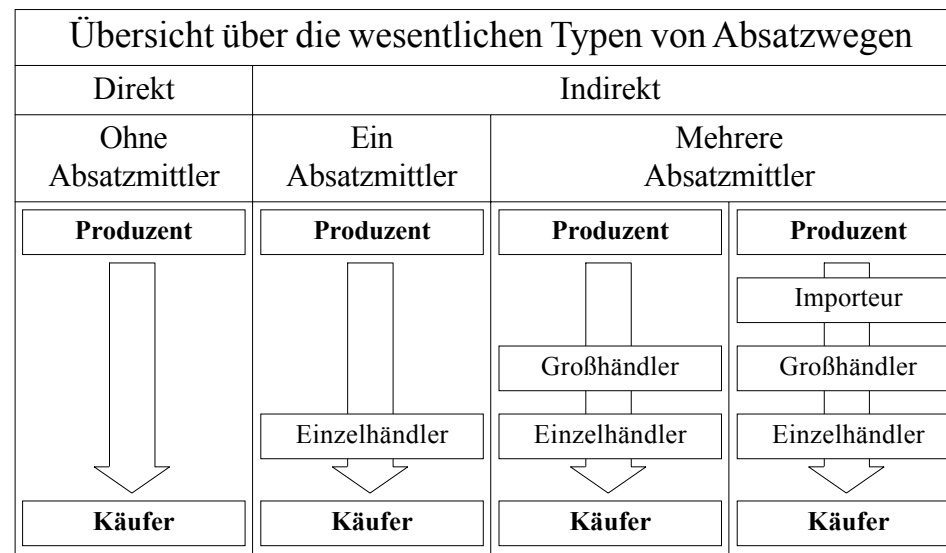 Übersicht über die wesentlichen Typen von Absatzwegen
Direkt
Indirekt
Ohne
Absatzmittler
Ein
Absatzmittler
Mehrere
Absatzmittler
Produzent
Produzent
Produzent
Produzent
Importeur
Großhändler
Großhändler
Einzelhändler
Einzelhändler
Einzelhändler
Käufer
Käufer
Käufer
Käufer